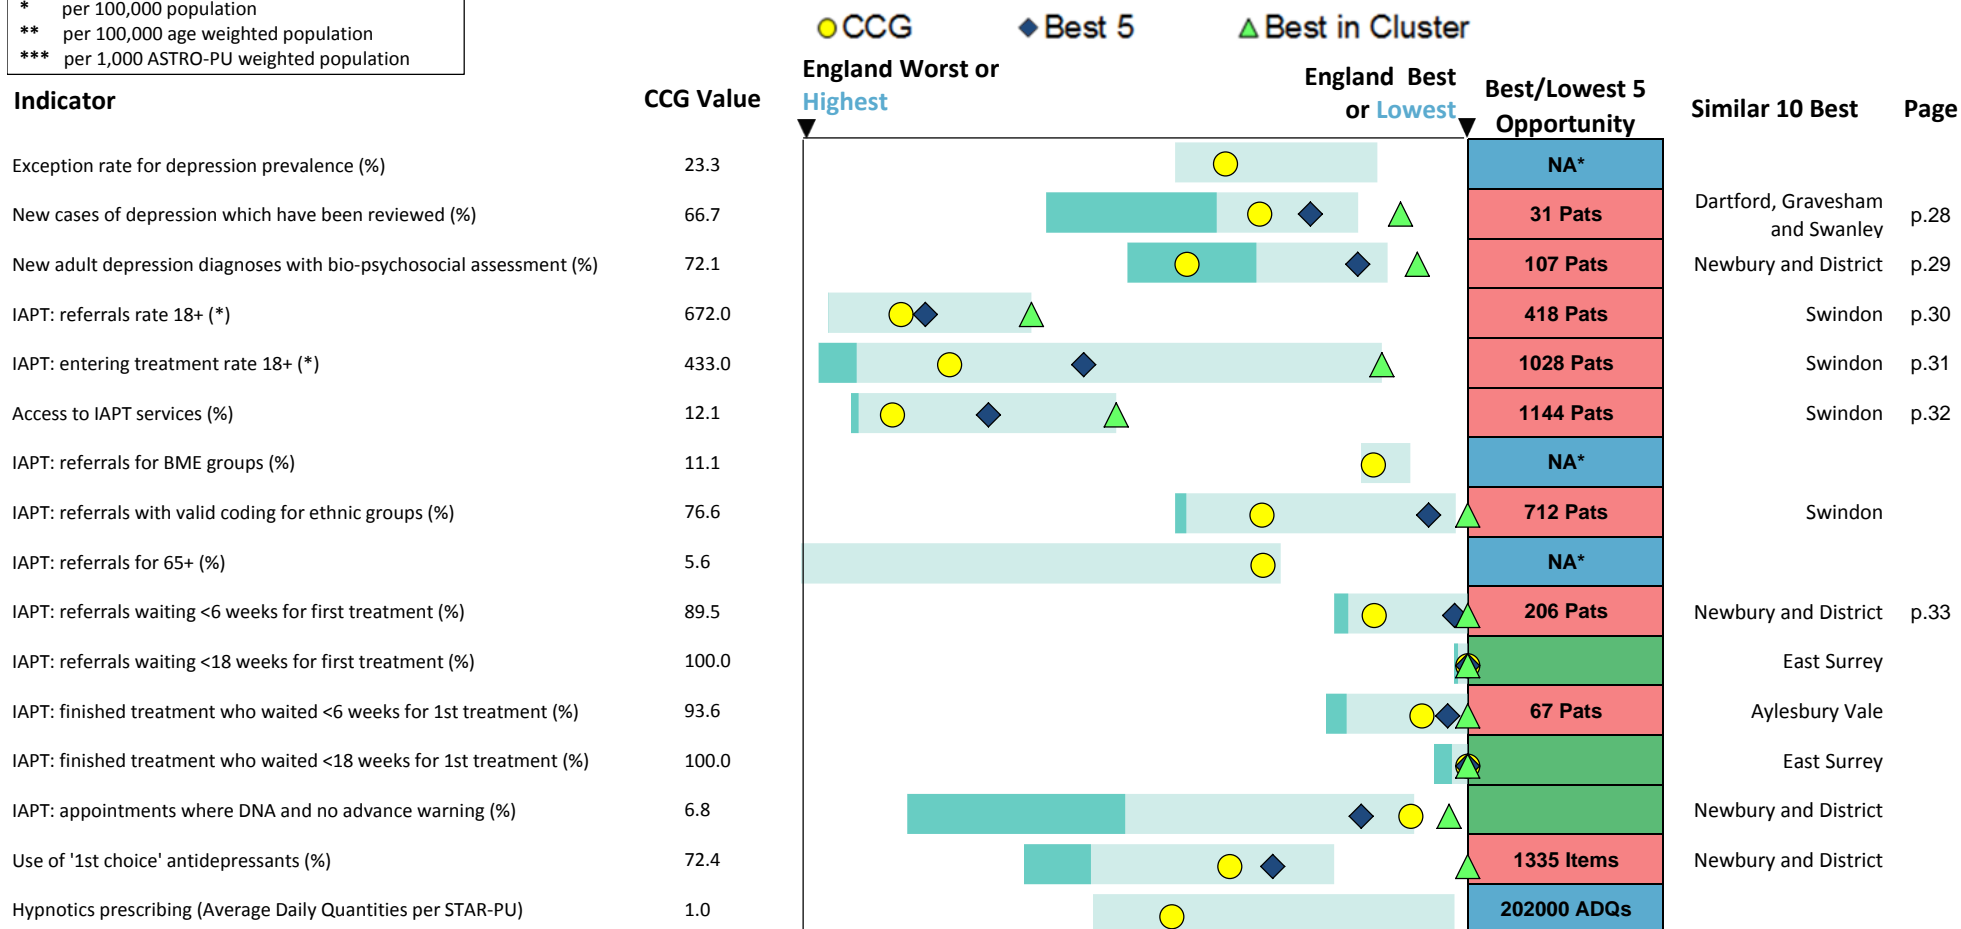 * per 100,000 population
** per 100,000 age weighted population
*** per 1,000 ASTRO-PU weighted population
CCG Best 5 Best in Cluster
Indicator CCG Value England Worst or Highest England Best or Lowest Best/Lowest 5 Opportunity Similar 10 Best Page
Exception rate for depression prevalence (%) 23.3 NA*
New cases of depression which have been reviewed (%) 66.7 31 Pats Dartford, Gravesham and Swanley p.28
New adult depression diagnoses with bio-psychosocial assessment (%) 72.1 107 Pats Newbury and District p.29
IAPT: referrals rate 18+ (*) 672.0 418 Pats Swindon p.30
IAPT: entering treatment rate 18+ (*) 433.0 1028 Pats Swindon p.31
Access to IAPT services (%) 12.1 1144 Pats Swindon p.32
IAPT: referrals for BME groups (%) 11.1 NA*
IAPT: referrals with valid coding for ethnic groups (%) 76.6 712 Pats Swindon
IAPT: referrals for 65+ (%) 5.6 NA*
IAPT: referrals waiting <6 weeks for first treatment (%) 89.5 206 Pats Newbury and District p.33
IAPT: referrals waiting <18 weeks for first treatment (%) 100.0 East Surrey
IAPT: finished treatment who waited <6 weeks for 1st treatment (%) 93.6 67 Pats Aylesbury Vale
IAPT: finished treatment who waited <18 weeks for 1st treatment (%) 100.0 East Surrey
IAPT: appointments where DNA and no advance warning (%) 6.8 Newbury and District
Use of '1st choice' antidepressants (%) 72.4 1335 Items Newbury and District
Hypnotics prescribing (Average Daily Quantities per STAR-PU) 1.0 202000 ADQs